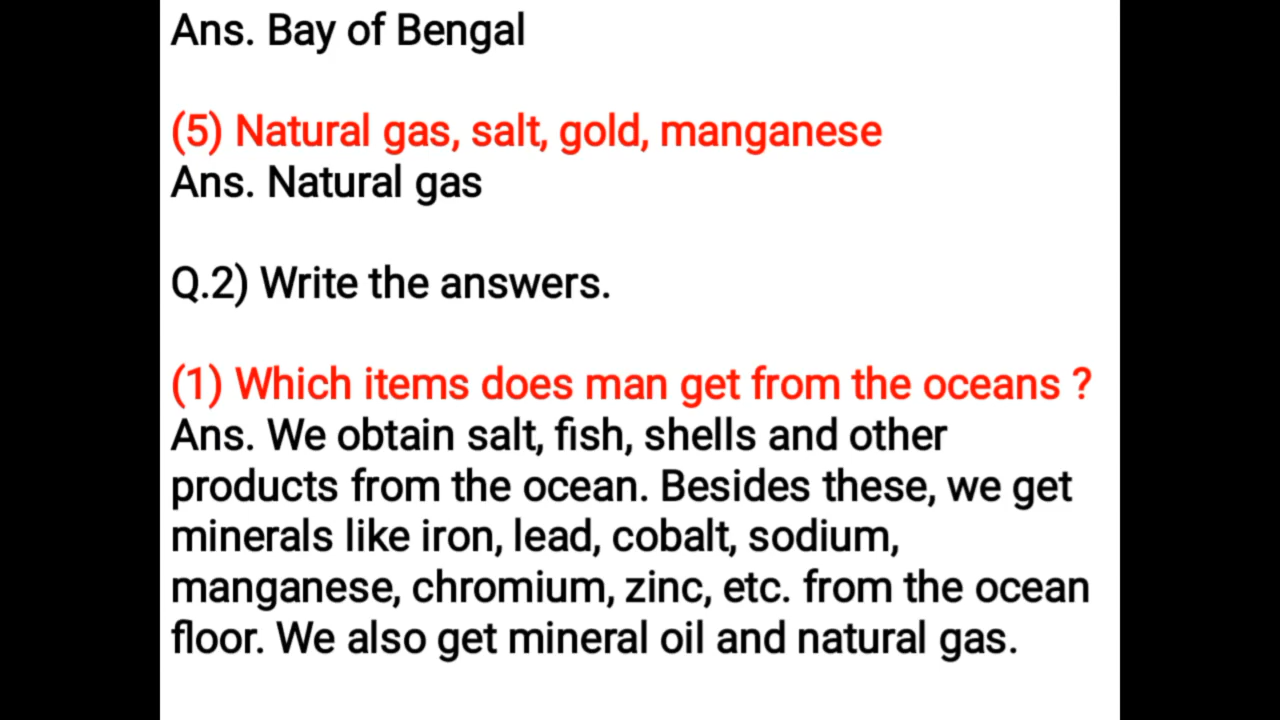 Ans. Bay of Bengal
(5) Natural gas, salt, gold, manganese
Ans. Natural gas
Q.2) Write the answers.
(1) Which items does man get from the oceans ?
Ans. We obtain salt, fish, shells and other
products from the ocean. Besides these, we get
minerals like iron, lead, cobalt, sodium,
manganese, chromium, zinc, etc. from the ocean
floor. We also get mineral oil and natural gas.